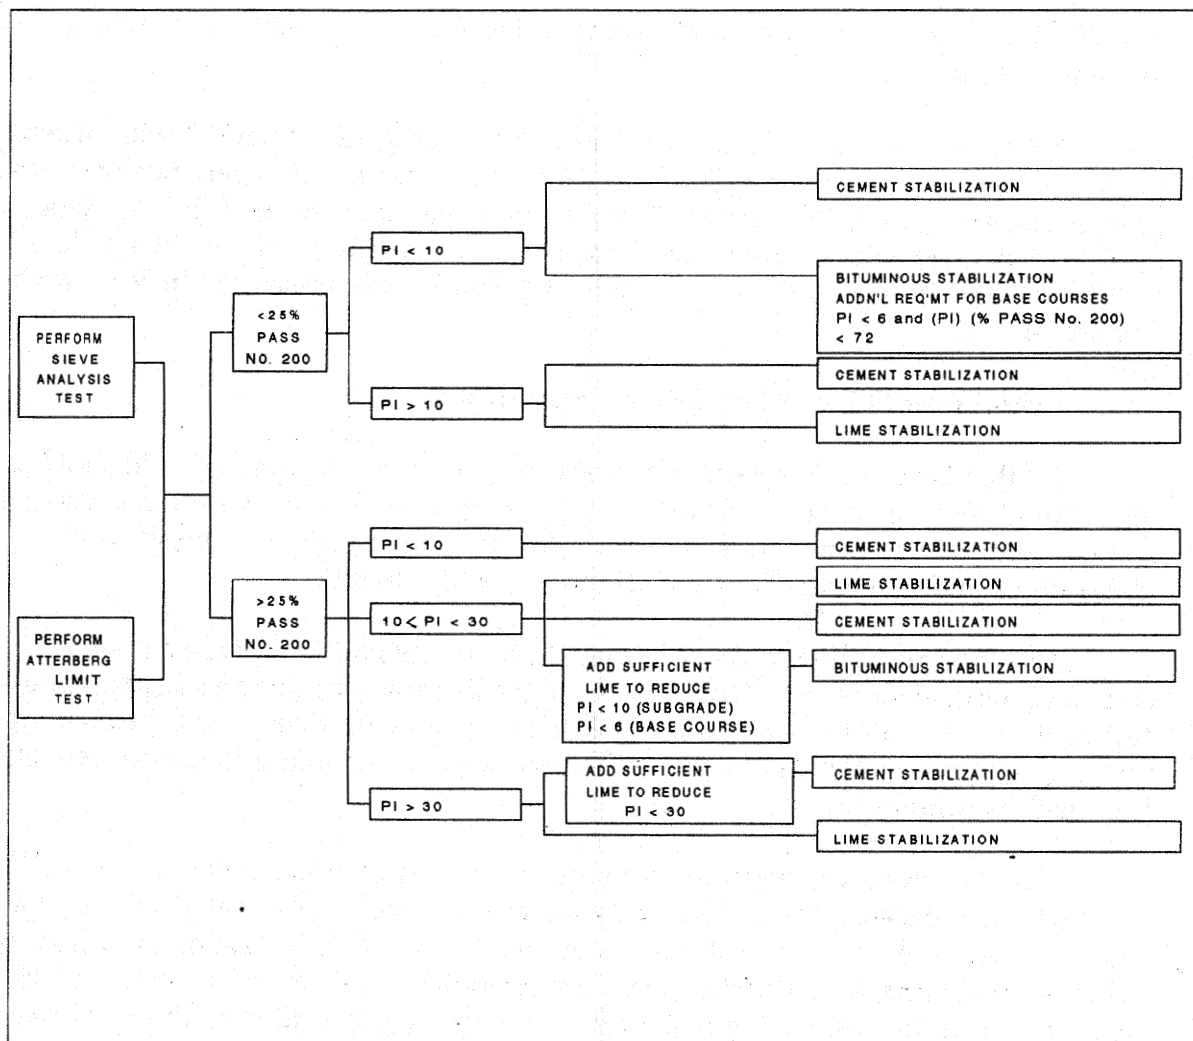 PERFORM
SIEVE
ANALYSIS
TEST
PERFORM
ATTERBERG
LIMIT
TEST
<25%
PASS
NO. 200
>25%
PASS
NO. 200
PI < 10
PI > 10
PI < 10
10 < PI < 30
PI > 30
ADD SUFFICIENT
LIME TO REDUCE
PI < 10 (SUBGRADE)
PI < 6 (BASE COURSE)
ADD SUFFICIENT
LIME TO REDUCE
PI < 30
CEMENT STABILIZATION
BITUMINOUS STABILIZATION
ADDN'L REQ'MT FOR BASE COURSES
PI < 6 and (PI) (% PASS No. 200)
< 72
CEMENT STABILIZATION
LIME STABILIZATION
CEMENT STABILIZATION
LIME STABILIZATION
CEMENT STABILIZATION
BITUMINOUS STABILIZATION
CEMENT STABILIZATION
LIME STABILIZATION